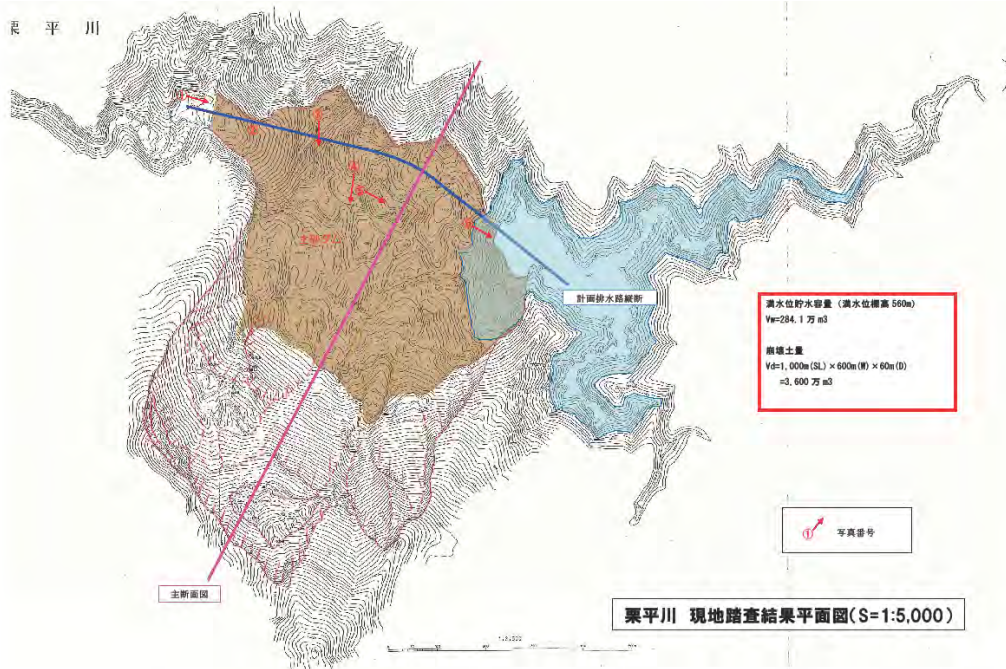 栗 平 川
計画排水路縦断
満水位貯水容量 (満水位標高 560m)
Vw=284.1 万 m3
崩壊土量
Vd=1,000m(SL)×600m(W)×60m(D)
=3,600 万 m3
① 写真番号
主断面図
栗平川 現地踏査結果平面図(S=1:5,000)